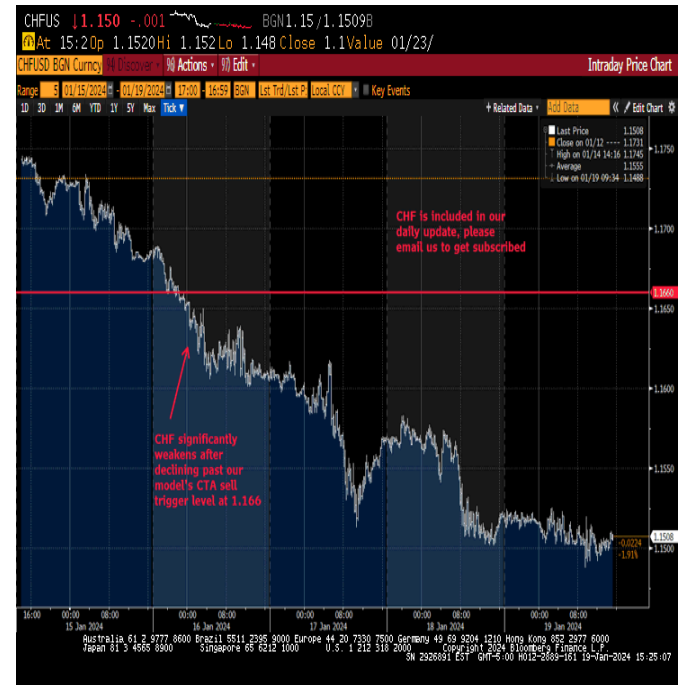 CHFUS ↓1.150 -.001 BGN1.15/1.1509B
At 15:2 Op 1.1520 Hi 1.152 Lo 1.148 Close 1.1 Value 01/23/
CHFUSD BGN Curncy 94) Discover 96) Actions 97) Edit Intraday Price Chart
Range 5 01/15/2024 - 01/19/2024 17:00 - 16:59 BGN Lst Trd/Lst P Local CCY Key Events
1D 3D 1M 6M YTD 1Y 5Y Max Tick ▼ + Related Data Add Data « Edit Chart
Last Price 1.1508
Close on 01/12 ---- 1.1731
High on 01/14 14:16 1.1745
Average 1.1555
Low on 01/19 09:34 1.1488
1.1750
CHF is included in our
daily update, please
email us to get subscribed
1.1700
1.1660
1.1650
1.1600
CHF significantly
weakens after
declining past our
model's CTA sell
trigger level at 1.166
1.1550
1.1508
-0.0224
-1.91%
1.1500
16:00 00:00 08:00 00:00 08:00 00:00 08:00 00:00 08:00 00:00 08:00
15 Jan 2024 16 Jan 2024 17 Jan 2024 18 Jan 2024 19 Jan 2024
Australia 61 2 9777 8600 Brazil 5511 2395 9000 Europe 44 20 7330 7500 Germany 49 69 9204 1210 Hong Kong 852 2977 6000
Japan 81 3 4565 8900 Singapore 65 6212 1000 U.S. 1 212 318 2000 Copyright 2024 Bloomberg Finance L.P.
SN 2926891 EST GMT-5:00 H012-2889-161 19-Jan-2024 15:25:07